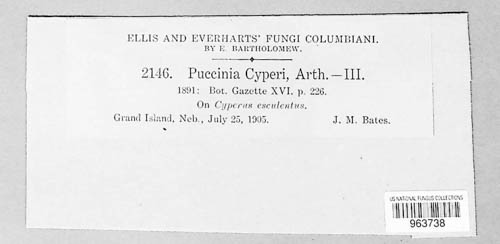 ELLIS AND EVERHARTS' FUNGI COLUMBIANI.
BY E. BARTHOLOMEW.
2146. Puccinia Cyperi, Arth.—III.
1891: Bot. Gazette XVI. p. 226.
On Cyperus esculentus.
Grand Island, Neb., July 25, 1905. J. M. Bates.
US NATIONAL FUNGUS COLLECTIONS
963738